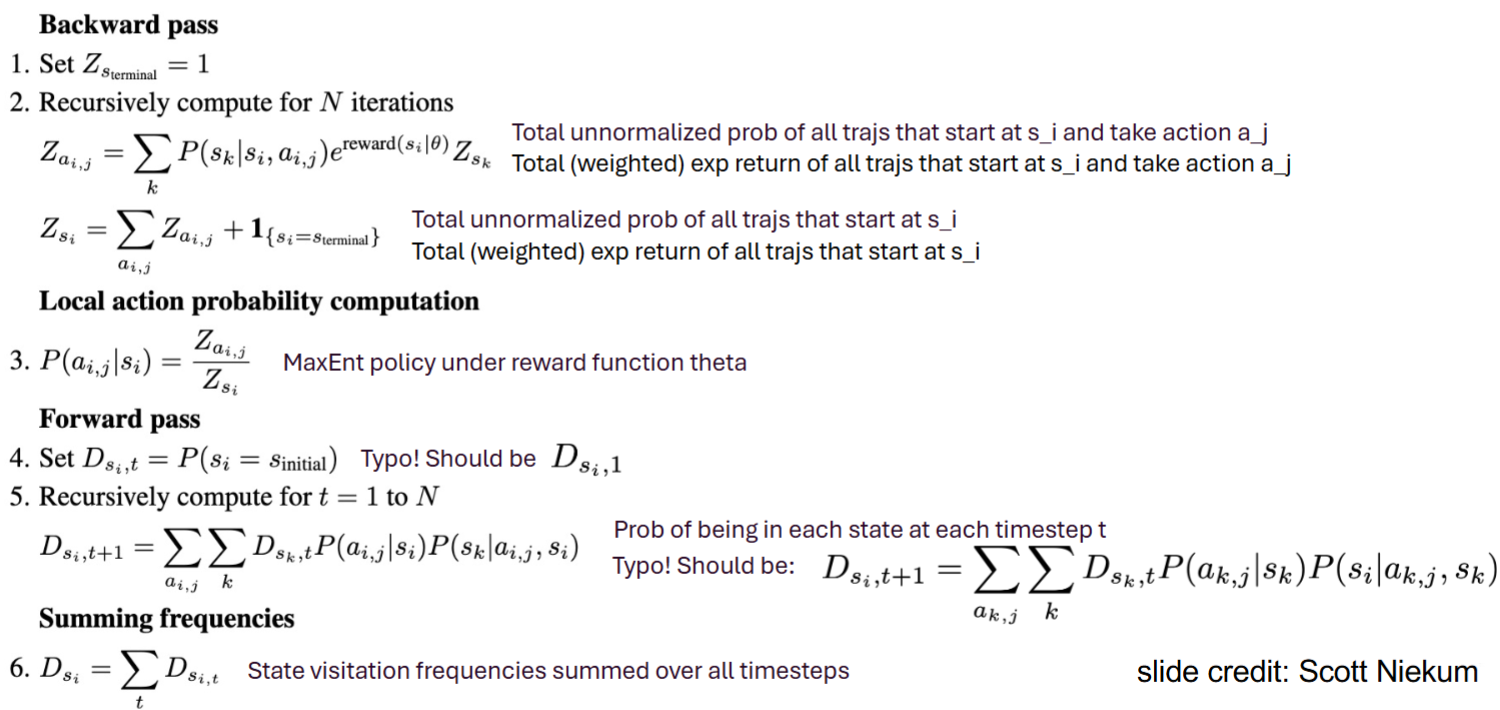 Backward pass
1. Set Z_{s_{terminal}} = 1
2. Recursively compute for N iterations
Z_{a_{i,j}} = \sum_k P(s_k|s_i, a_{i,j})e^{reward(s_i|θ)} Z_{s_k}
Total unnormalized prob of all trajs that start at s_i and take action a_j
Total (weighted) exp return of all trajs that start at s_i and take action a_j
Z_{s_i} = \sum_{a_{i,j}} Z_{a_{i,j}} + 1_{\{s_i=s_{terminal}\}}
Total unnormalized prob of all trajs that start at s_i
Total (weighted) exp return of all trajs that start at s_i
Local action probability computation
3. P(a_{i,j}|s_i) = \frac{Z_{a_{i,j}}}{Z_{s_i}} MaxEnt policy under reward function theta
Forward pass
4. Set D_{s_i,t} = P(s_i = s_{initial}) Typo! Should be D_{s_i,1}
5. Recursively compute for t = 1 to N
D_{s_i,t+1} = \sum_{a_{i,j}} \sum_k D_{s_k,t}P(a_{i,j}|s_i)P(s_k|a_{i,j}, s_i)
Prob of being in each state at each timestep t
Typo! Should be: D_{s_i,t+1} = \sum_{a_{k,j}} \sum_k D_{s_k,t}P(a_{k,j}|s_k)P(s_i|a_{k,j}, s_k)
Summing frequencies
6. D_{s_i} = \sum_t D_{s_{i,t}} State visitation frequencies summed over all timesteps
slide credit: Scott Niekum